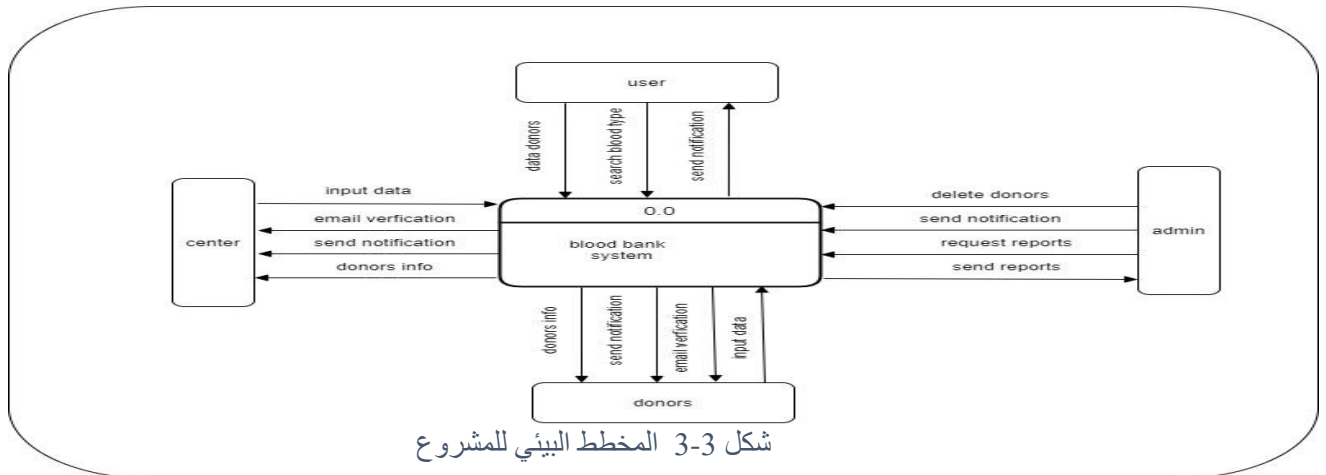 user
data donors
search blood type
send notification
input data
email verfication
send notification
donors info
center
0.0
blood bank
system
delete donors
send notification
request reports
send reports
admin
donors info
send notification
email verfication
input data
donors
شكل 3-3 المخطط البيئي للمشروع